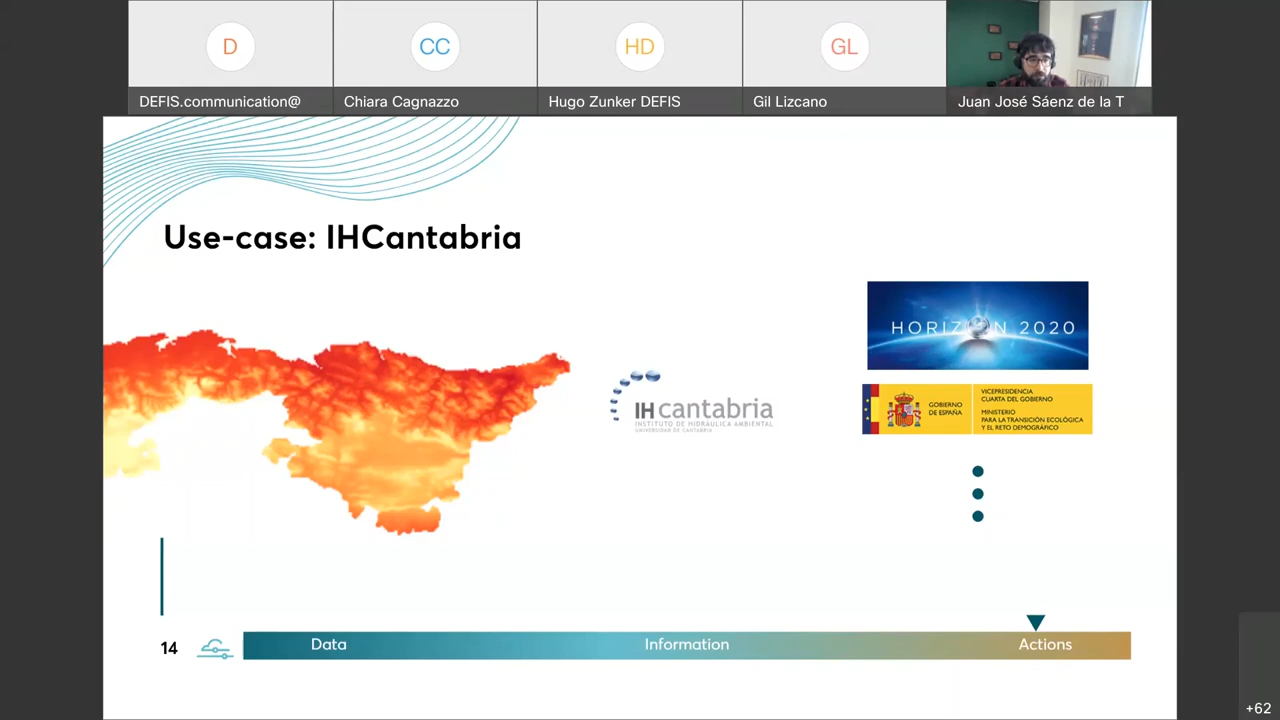 D
CC
HD
GL
DEFIS.communication@
Chiara Cagnazzo
Hugo Zunker DEFIS
Gil Lizcano
Juan José Sáenz de la T
Use-case: IHCantabria
HORIZON 2020
IHcantabria
INSTITUTO DE HIDRÁULICA AMBIENTAL
UNIVERSIDAD DE CANTABRIA
GOBIERNO
DE ESPAÑA
VICEPRESIDENCIA
CUARTA DEL GOBIERNO
MINISTERIO
PARA LA TRANSICIÓN ECOLÓGICA
Y EL RETO DEMOGRÁFICO
14
Data
Information
Actions
+62